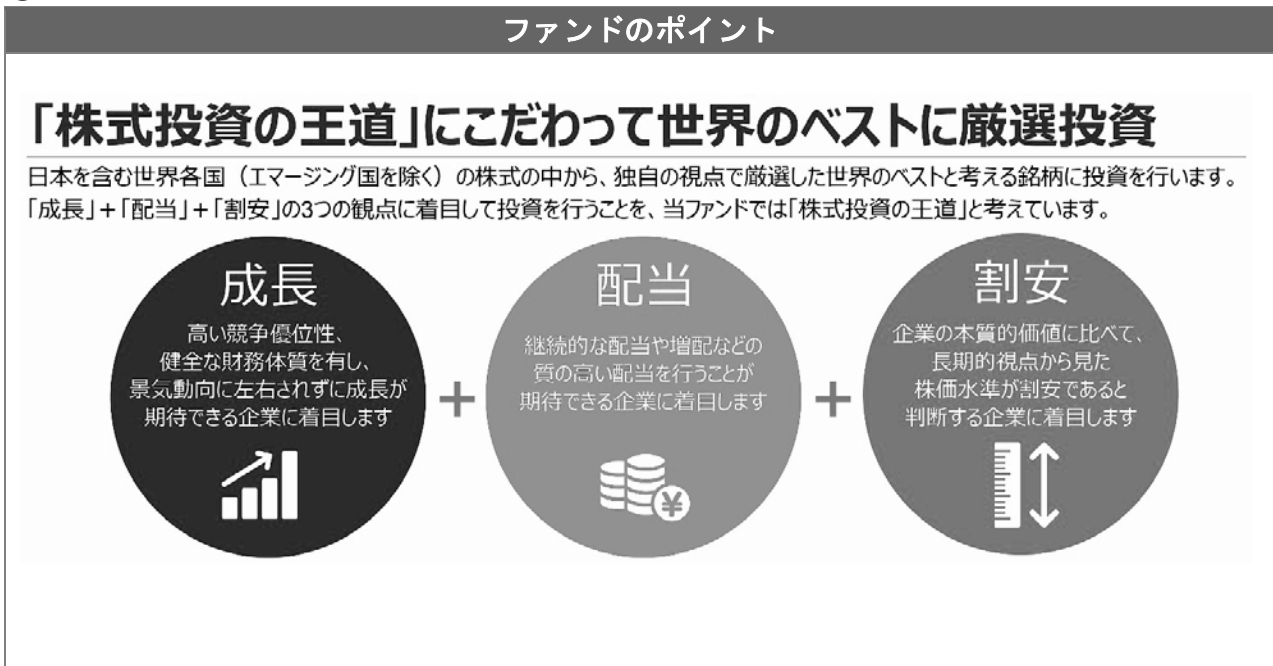 ファンドのポイント
「株式投資の王道」にこだわって世界のベストに厳選投資
日本を含む世界各国（エマージング国を除く）の株式の中から、独自の視点で厳選した世界のベストと考える銘柄に投資を行います。
「成長」+「配当」+「割安」の3つの観点に着目して投資を行うことを、当ファンドでは「株式投資の王道」と考えています。
成長
高い競争優位性、
健全な財務体質を有し、
景気動向に左右されずに成長が
期待できる企業に着目します
+
配当
継続的な配当や増配などの
質の高い配当を行うことが
期待できる企業に着目します
¥
+
割安
企業の本質的価値に比べて、
長期的視点から見た
株価水準が割安であると
判断する企業に着目します